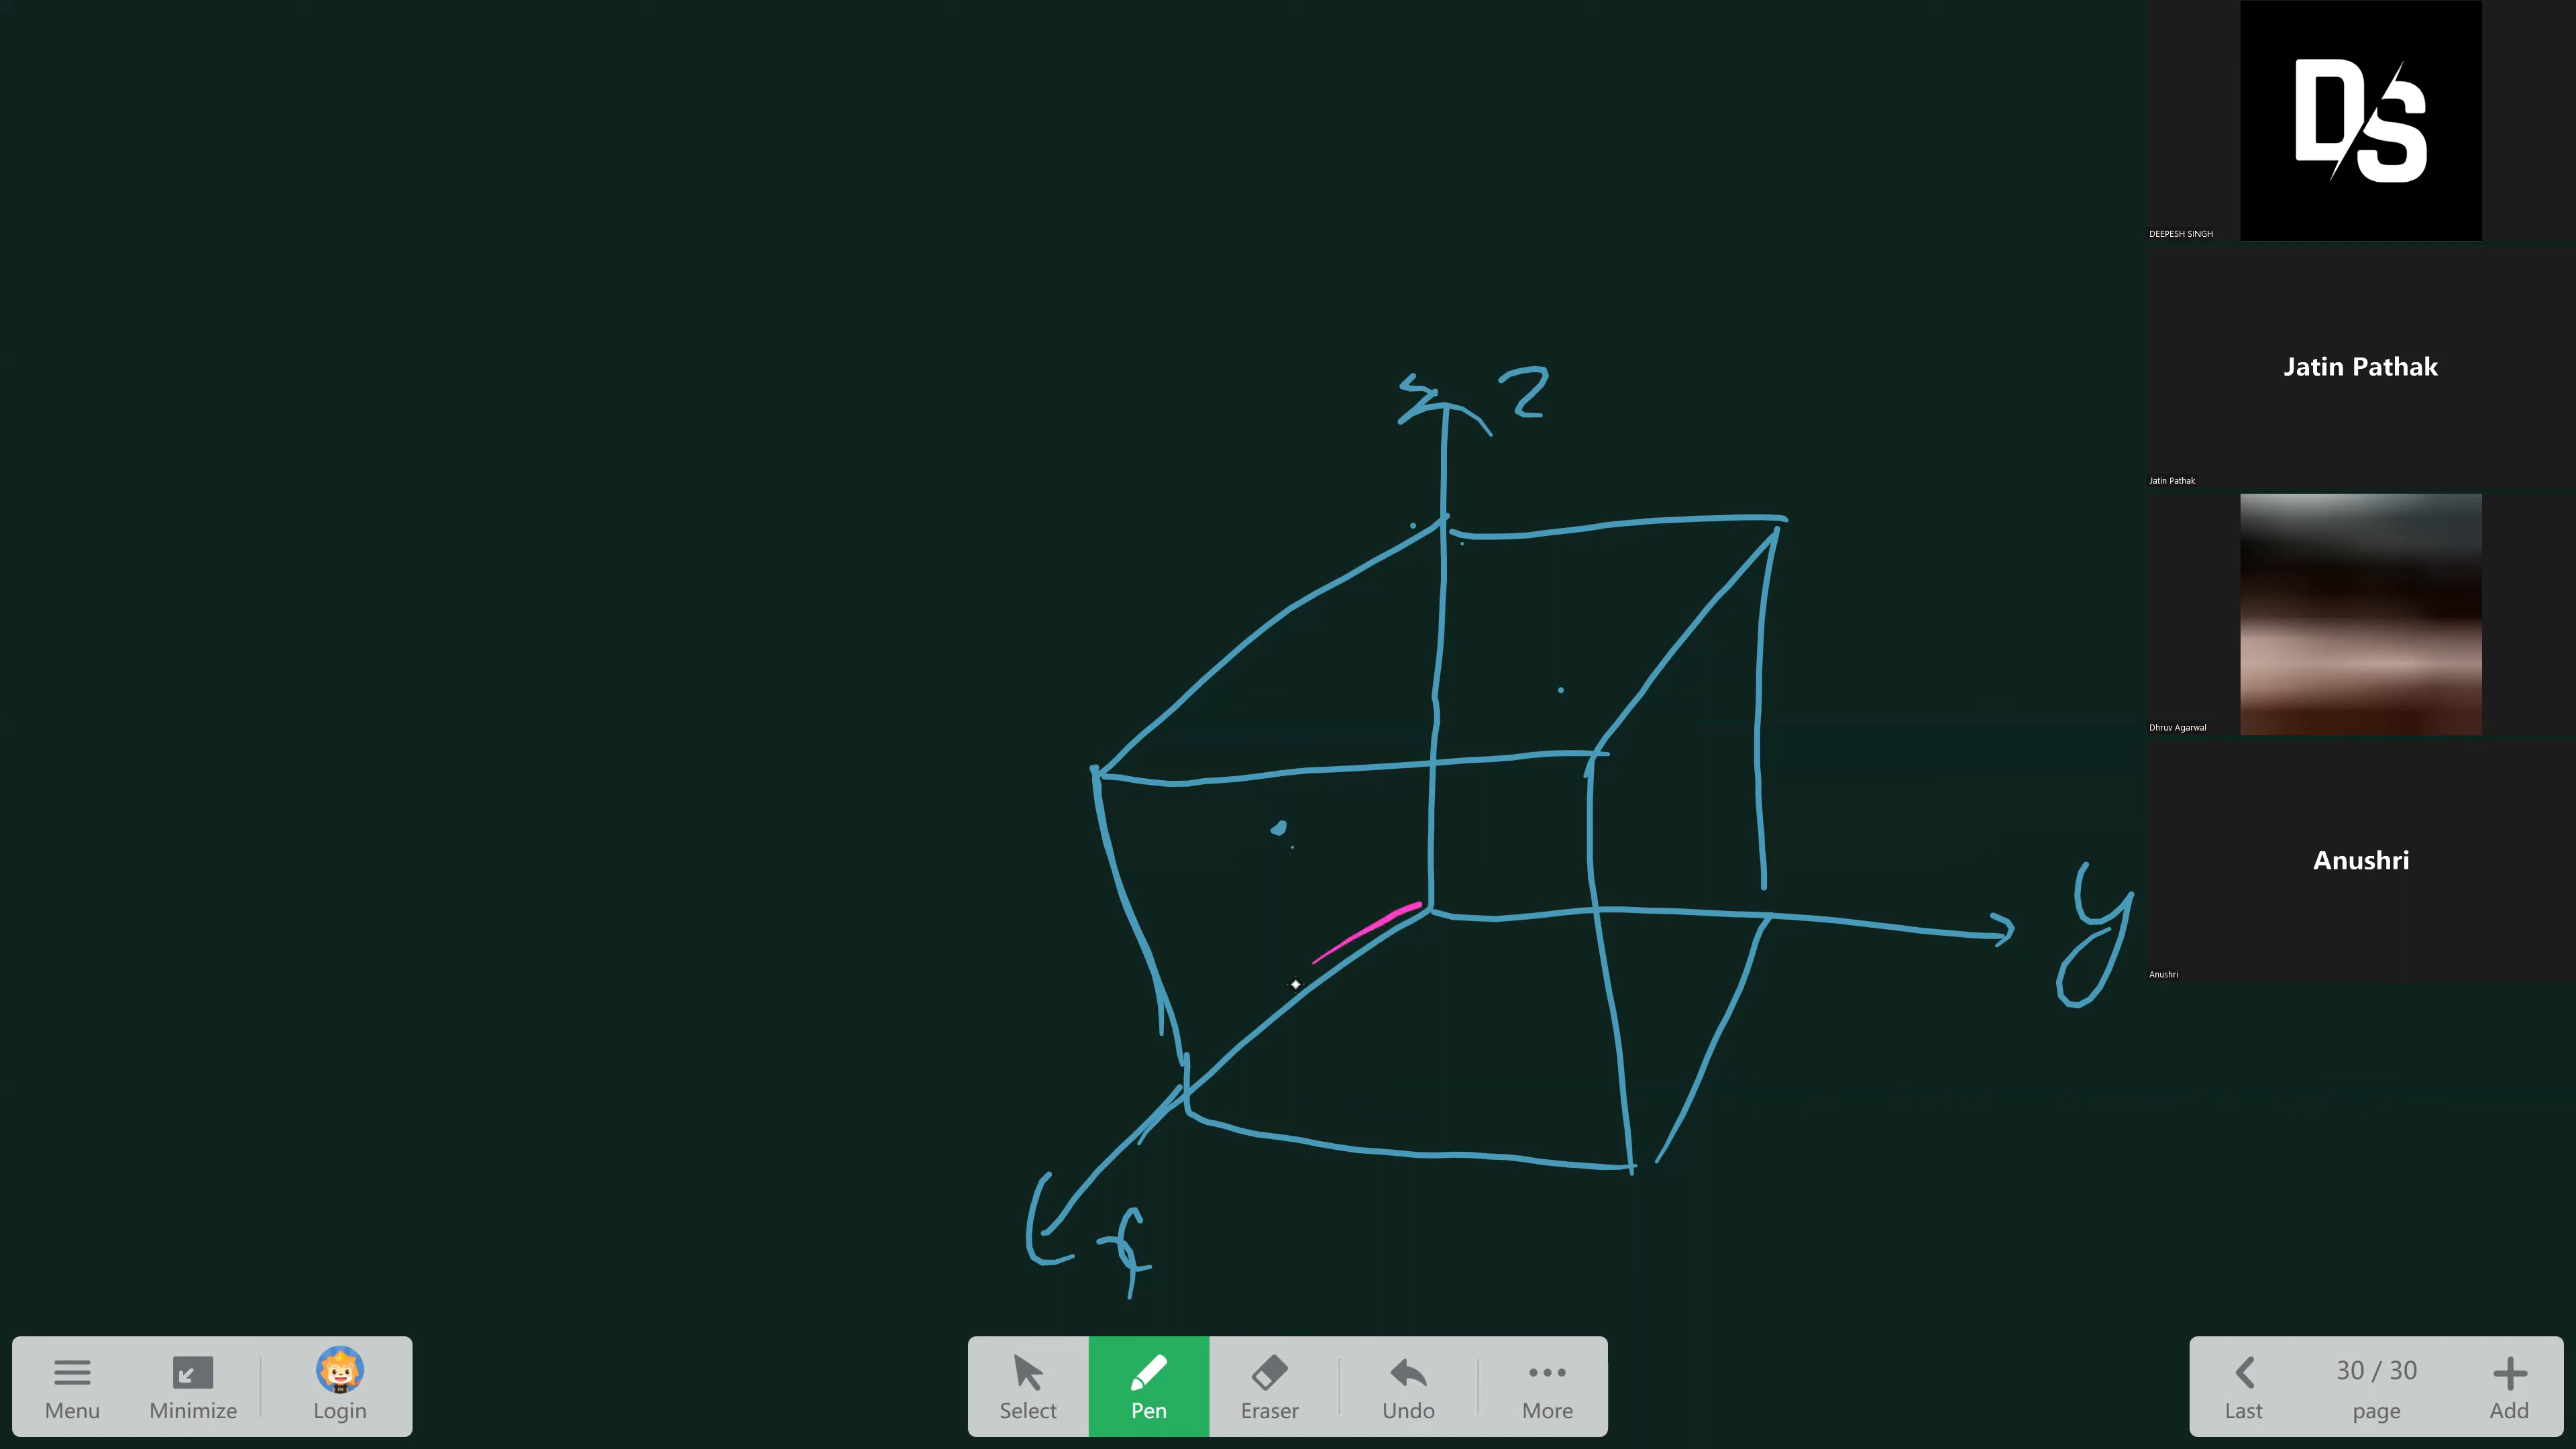 DS
DEEPESH SINGH
Jatin Pathak
Jatin Pathak
Dhruv Agarwal
Anushri
Anushri
z
y
x
Menu
Minimize
Login
Select
Pen
Eraser
Undo
More
Last
30 / 30
page
Add